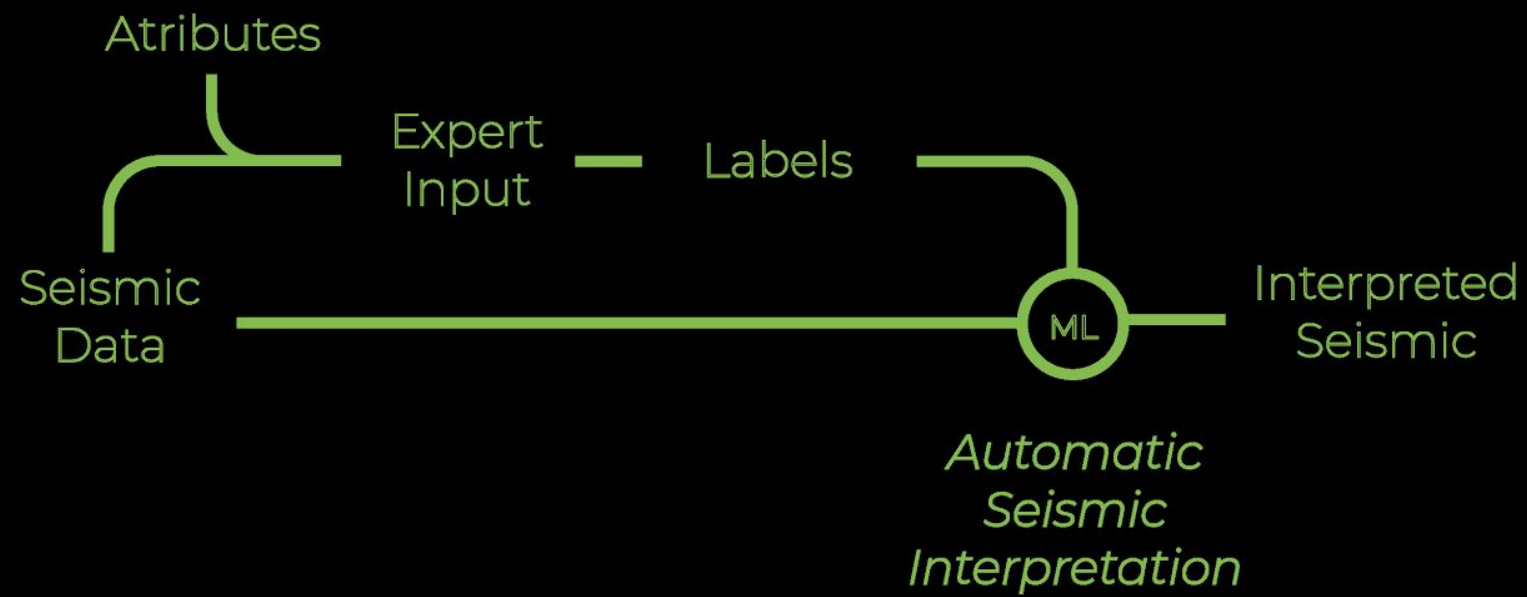 Atributes
Expert
Input
Labels
Seismic
Data
ML
Interpreted
Seismic
Automatic
Seismic
Interpretation